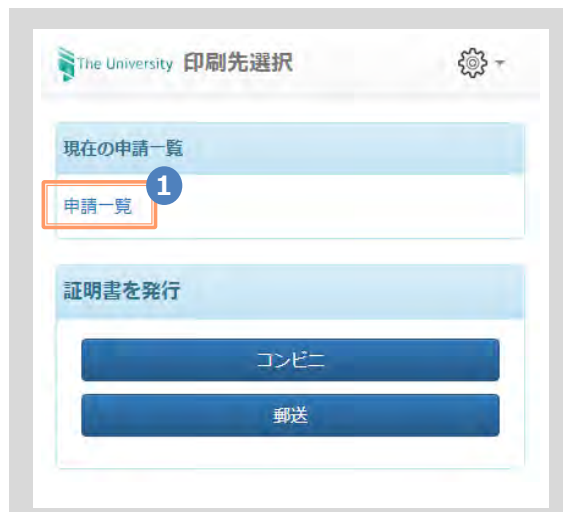 The University 印刷先選択
現在の申請一覧
1
申請一覧
証明書を発行
コンビニ
郵送